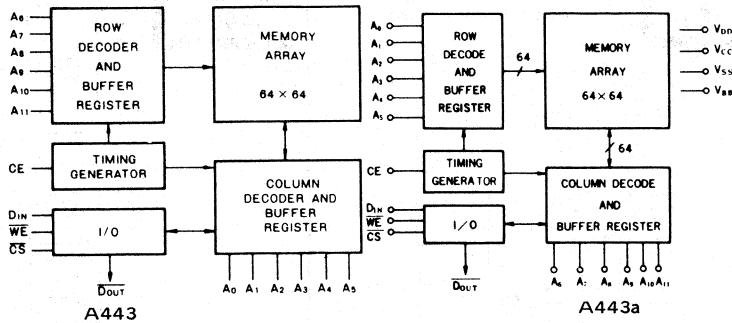 A6
A7
A8
A9
A10
A11
ROW
DECODER
AND
BUFFER
REGISTER
MEMORY
ARRAY
64 × 64
CE
TIMING
GENERATOR
COLUMN
DECODER AND
BUFFER
REGISTER
DIN
WE
CS
I/O
DOUT
A0 A1 A2 A3 A4 A5
A443
A0
A1
A2
A3
A4
A5
ROW
DECODE
AND
BUFFER
REGISTER
64
MEMORY
ARRAY
64×64
VDD
VCC
VSS
VBB
64
CE
TIMING
GENERATOR
COLUMN DECODE
AND
BUFFER REGISTER
DIN
WE
CS
I/O
DOUT
A6 A7 A8 A9 A10 A11
A443a